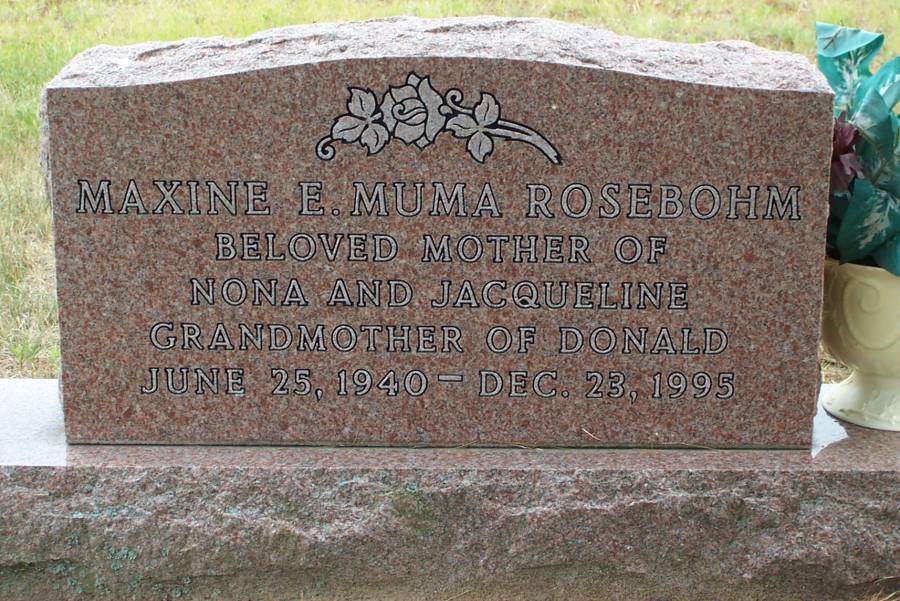 MAXINE E. MUMA ROSEBOHM
BELOVED MOTHER OF
NONA AND JACQUELINE
GRANDMOTHER OF DONALD
JUNE 25, 1940 – DEC. 23, 1995